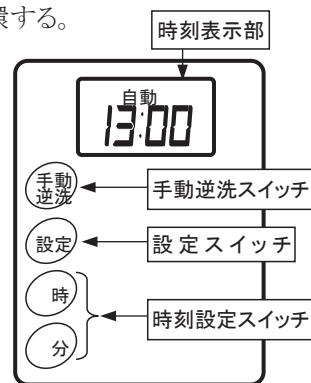 環する。
時刻表示部
自動
13:00
手動
逆洗
手動逆洗スイッチ
設定
設定スイッチ
時
時刻設定スイッチ
分